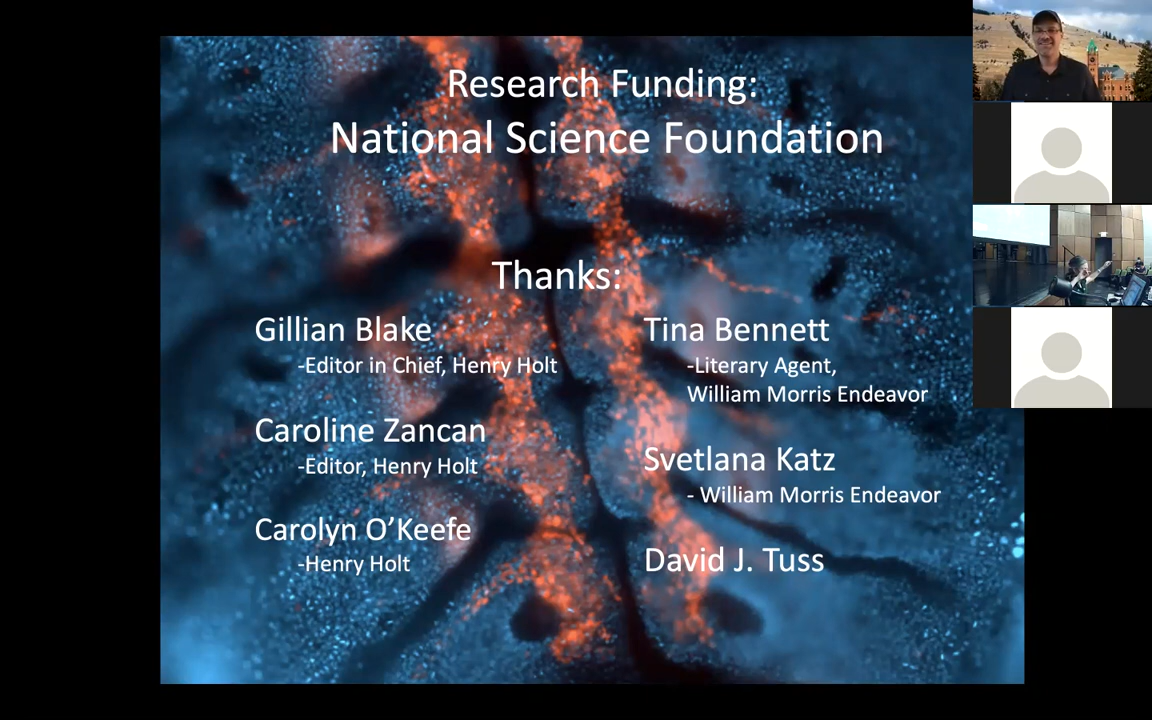 Research Funding:
National Science Foundation
Thanks:
Gillian Blake
-Editor in Chief, Henry Holt
Caroline Zancan
-Editor, Henry Holt
Carolyn O’Keefe
-Henry Holt
Tina Bennett
-Literary Agent,
William Morris Endeavor
Svetlana Katz
- William Morris Endeavor
David J. Tuss